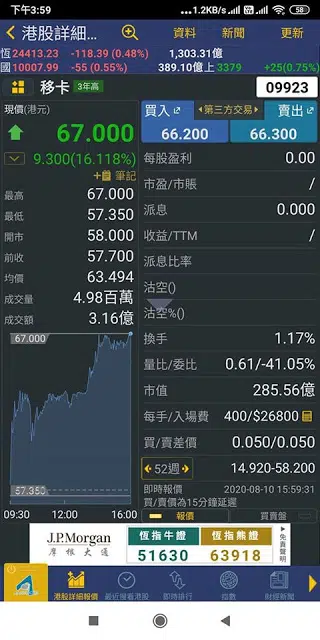 下午3:59 ...1.2KB/s 58
港股詳細... 資料 新聞 更新
恆 24413.23 -118.39 (0.48%) 1,303.31億
國 10007.99 -55 (0.55%) 389.10億上 3379 +25(0.75%)
移卡 3年高 09923
現價(港元)
67.000
9.300(16.118%)
+ 筆記
最高 67.000
最低 57.350
開市 58.000
前收 57.700
均價 63.494
成交量 4.98百萬
成交額 3.16億
67.000
57.350
09:30 12:00 16:00
買入 第三方交易 賣出
66.200 66.300
每股盈利 0.00
市盈/市賬 /
派息 0.000
收益/TTM /
派息比率
沽空()
沽空%()
換手 1.17%
量比/委比 0.61/-41.05%
市值 285.56億
每手/入場費 400/$26800
買/賣差價 0.050/0.050
52週 14.920-58.200
即時報價 2020-08-10 15:59:31
買/賣價為15分鐘延遲
報價 買賣盤
J.P.Morgan
摩根大通
恆指牛證 恆指熊證
51630 63918
免責聲明
港股詳細報價 最近搜看港股 即時排行 指數 財經新聞